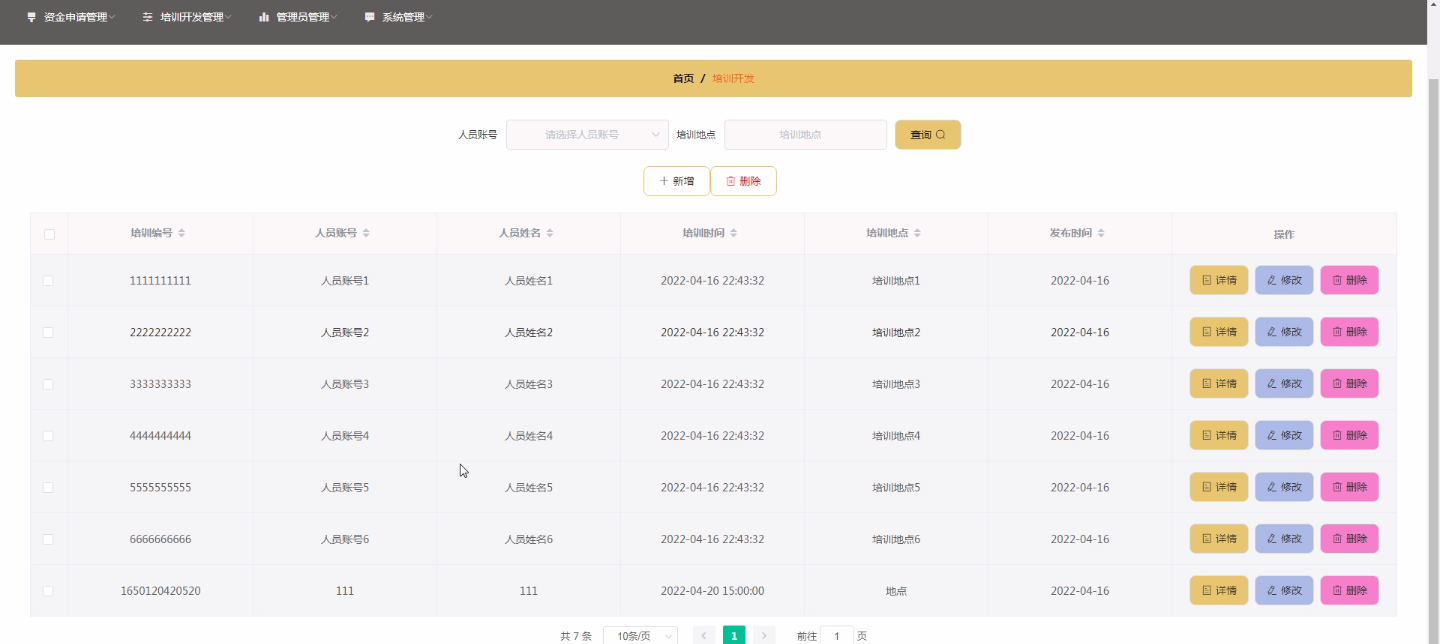 资金申请管理 培训开发管理 管理员管理 系统管理
首页 / 培训开发
人员账号 请选择人员账号 培训地点 培训地点 查询
新增 删除
培训编号 人员账号 人员姓名 培训时间 培训地点 发布时间 操作
1111111111 人员账号1 人员姓名1 2022-04-16 22:43:32 培训地点1 2022-04-16 详情 修改 删除
2222222222 人员账号2 人员姓名2 2022-04-16 22:43:32 培训地点2 2022-04-16 详情 修改 删除
3333333333 人员账号3 人员姓名3 2022-04-16 22:43:32 培训地点3 2022-04-16 详情 修改 删除
4444444444 人员账号4 人员姓名4 2022-04-16 22:43:32 培训地点4 2022-04-16 详情 修改 删除
5555555555 人员账号5 人员姓名5 2022-04-16 22:43:32 培训地点5 2022-04-16 详情 修改 删除
6666666666 人员账号6 人员姓名6 2022-04-16 22:43:32 培训地点6 2022-04-16 详情 修改 删除
1650120420520 111 111 2022-04-20 15:00:00 地点 2022-04-16 详情 修改 删除
共 7 条 10条/页 1 前往 1 页